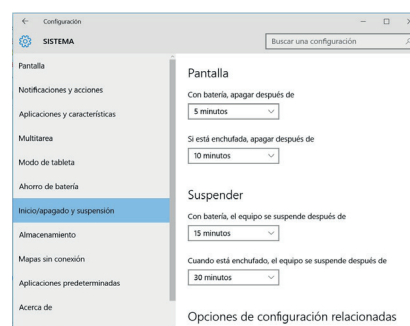 Configuración
SISTEMA
Buscar una configuración
Pantalla
Notificaciones y acciones
Aplicaciones y características
Multitarea
Modo de tableta
Ahorro de batería
Inicio/apagado y suspensión
Almacenamiento
Mapas sin conexión
Aplicaciones predeterminadas
Acerca de
Pantalla
Con batería, apagar después de
5 minutos
Si está enchufada, apagar después de
10 minutos
Suspender
Con batería, el equipo se suspende después de
15 minutos
Cuando está enchufado, el equipo se suspende después de
30 minutos
Opciones de configuración relacionadas